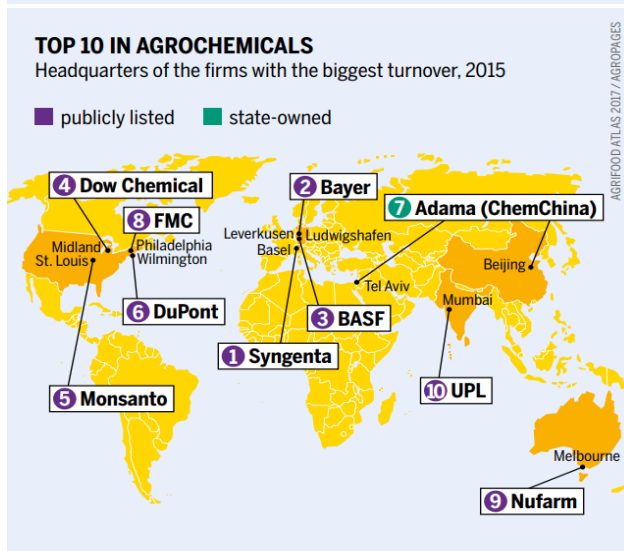 TOP 10 IN AGROCHEMICALS
Headquarters of the firms with the biggest turnover, 2015
publicly listed
state-owned
AGRIFOOD ATLAS 2017 / AGROPAGES
4 Dow Chemical
2 Bayer
7 Adama (ChemChina)
8 FMC
Leverkusen
Ludwigshafen
Midland
Philadelphia
Basel
St. Louis
Wilmington
Beijing
Tel Aviv
Mumbai
6 DuPont
3 BASF
1 Syngenta
5 Monsanto
10 UPL
Melbourne
9 Nufarm